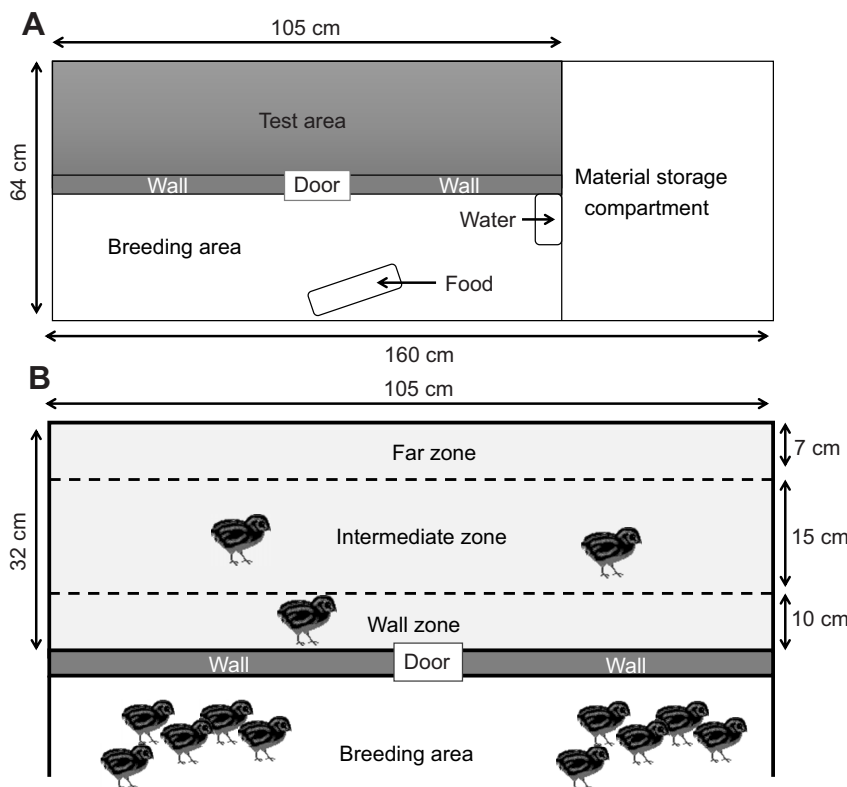 A
105 cm
Test area
64 cm
Wall
Door
Wall
Material storage
compartment
Water
Breeding area
Food
160 cm
B
105 cm
Far zone
7 cm
32 cm
Intermediate zone
15 cm
Wall zone
10 cm
Wall
Door
Wall
Breeding area